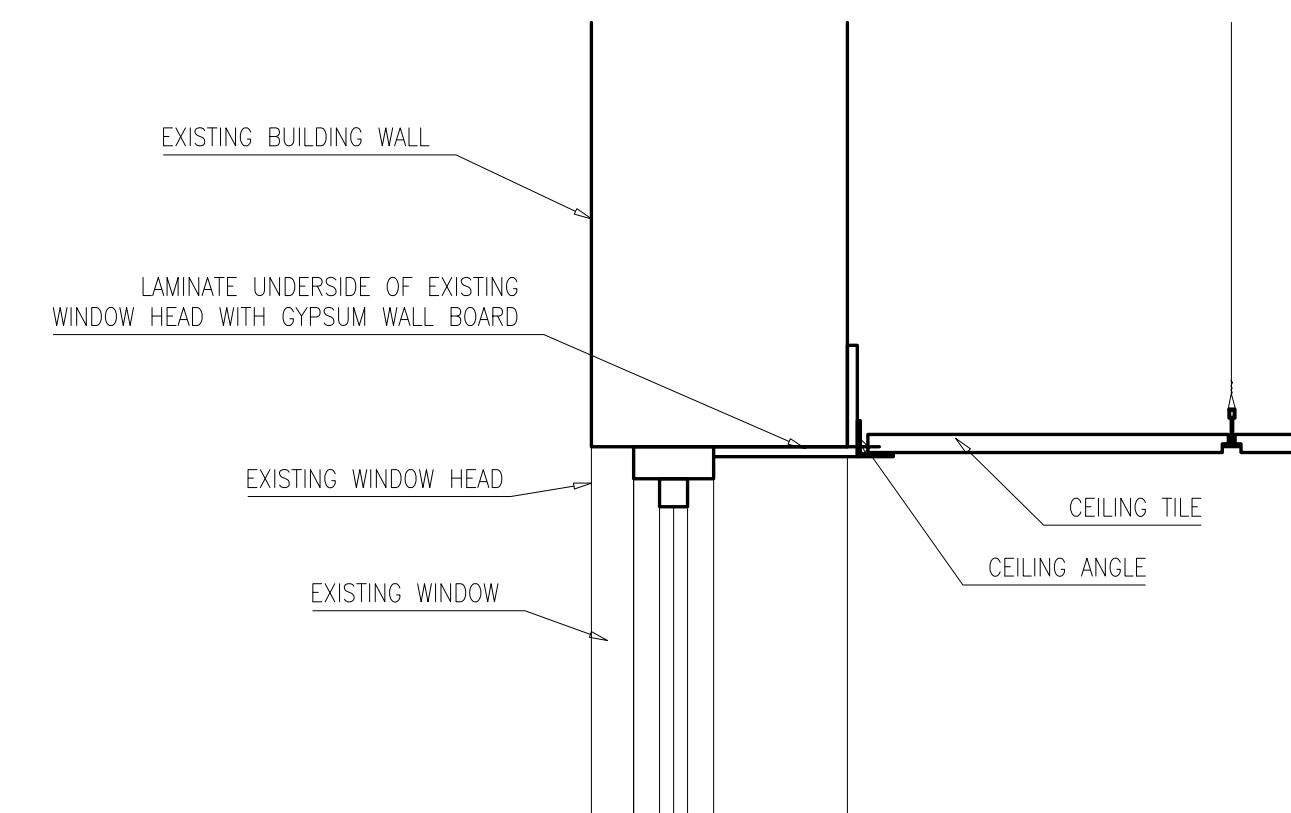 EXISTING BUILDING WALL
LAMINATE UNDERSIDE OF EXISTING
WINDOW HEAD WITH GYPSUM WALL BOARD
EXISTING WINDOW HEAD
CEILING TILE
CEILING ANGLE
EXISTING WINDOW